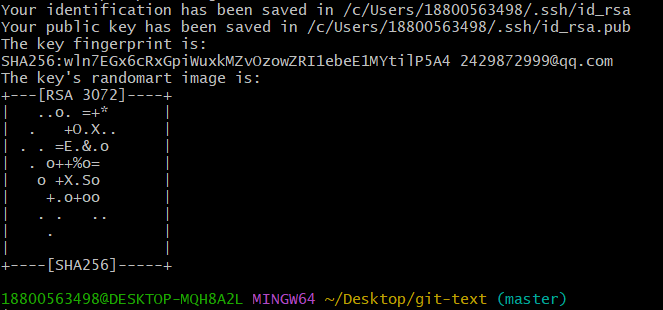 Your identification has been saved in /c/Users/18800563498/.ssh/id_rsa
Your public key has been saved in /c/Users/18800563498/.ssh/id_rsa.pub
The key fingerprint is:
SHA256:wln7EGx6cRxGpiWuxkMZvOzowZRI1ebeE1MYtilP5A4 2429872999@qq.com
The key's randomart image is:
+---[RSA 3072]----+
|   ..o. =+*      |
|  .   +O.X..     |
| . . =E.&.o      |
|  . o++%o=       |
|   o +X.So       |
|    +.o+oo       |
|   . .   ..      |
|    .            |
|                 |
+----[SHA256]-----+
18800563498@DESKTOP-MQH8A2L MINGW64 ~/Desktop/git-text (master)